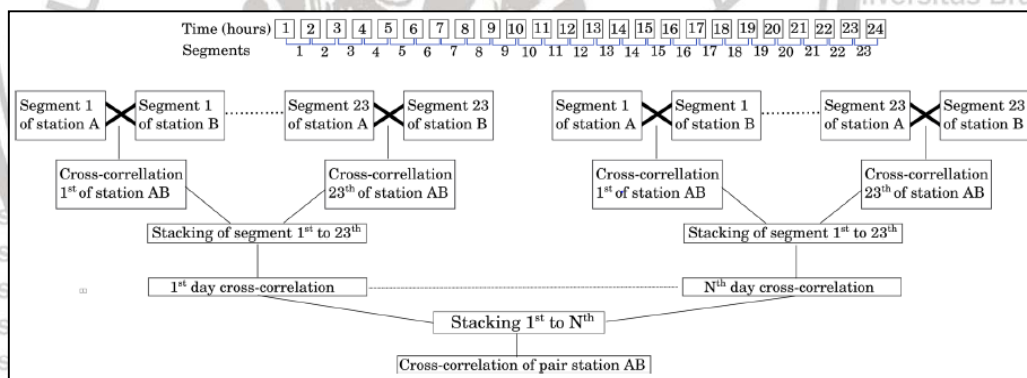 Time (hours) 1 2 3 4 5 6 7 8 9 10 11 12 13 14 15 16 17 18 19 20 21 22 23 24
Segments 1 2 3 4 5 6 7 8 9 10 11 12 13 14 15 16 17 18 19 20 21 22 23
Segment 1 of station A
Segment 1 of station B
Segment 23 of station A
Segment 23 of station B
Segment 1 of station A
Segment 1 of station B
Segment 23 of station A
Segment 23 of station B
Cross-correllation
1st of station AB
Cross-correlation
23th of station AB
Cross-correllation
1st of station AB
Cross-correlation
23th of station AB
Stacking of segment 1st to 23th
Stacking of segment 1st to 23th
1st day cross-correlation
Nth day cross-correlation
Stacking 1st to Nth
Cross-correlation of pair station AB